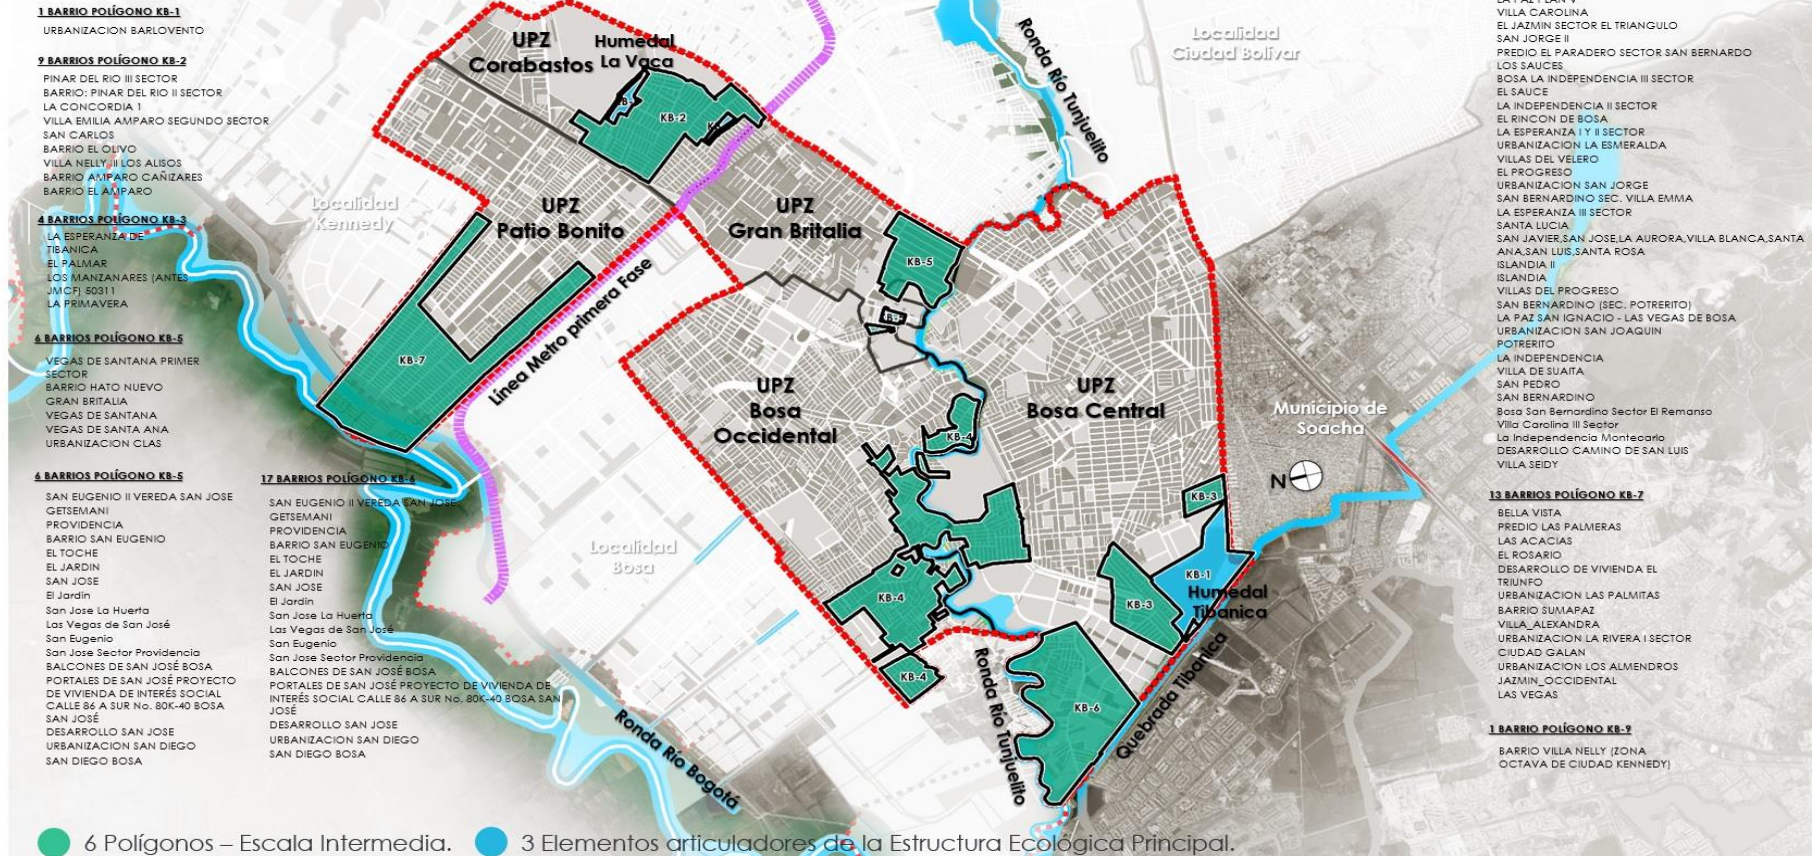 1 BARRIO POLÍGONO KB-1
URBANIZACION BARLOVENTO
9 BARRIOS POLÍGONO KB-2
PINAR DEL RIO III SECTOR
BARRIO: PINAR DEL RIO II SECTOR
LA CONCORDIA 1
VILLA EMILIA AMPARO SEGUNDO SECTOR
SAN CARLOS
BARRIO EL OLIVO
VILLA NELLY III LOS ALISOS
BARRIO AMPARO CAÑIZARES
BARRIO EL AMPARO
4 BARRIOS POLÍGONO KB-3
LA ESPERANZA DE
TIBANICA
EL PALMAR
LOS MANZANARES (ANTES
JMCF) 50311
LA PRIMAVERA
6 BARRIOS POLÍGONO KB-5
VEGAS DE SANTANA PRIMER
SECTOR
BARRIO HATO NUEVO
GRAN BRITALIA
VEGAS DE SANTANA
VEGAS DE SANTA ANA
URBANIZACION CLAS
6 BARRIOS POLÍGONO KB-5
SAN EUGENIO II VEREDA SAN JOSE
GETSEMANI
PROVIDENCIA
BARRIO SAN EUGENIO
EL TOCHE
EL JARDIN
SAN JOSE
El Jardin
San Jose La Huerta
Las Vegas de San José
San Eugenio
San Jose Sector Providencia
BALCONES DE SAN JOSÉ BOSA
PORTALES DE SAN JOSÉ PROYECTO
DE VIVIENDA DE INTERÉS SOCIAL
CALLE 86 A SUR No. 80K-40 BOSA
SAN JOSÉ
DESARROLLO SAN JOSE
URBANIZACION SAN DIEGO
SAN DIEGO BOSA
17 BARRIOS POLÍGONO KB-6
SAN EUGENIO II VEREDA SAN JOSE
GETSEMANI
PROVIDENCIA
BARRIO SAN EUGENIO
EL TOCHE
EL JARDIN
SAN JOSE
El Jardin
San Jose La Huerta
Las Vegas de San José
San Eugenio
San Jose Sector Providencia
BALCONES DE SAN JOSÉ BOSA
PORTALES DE SAN JOSÉ PROYECTO DE VIVIENDA DE
INTERÉS SOCIAL CALLE 86 A SUR No. 80K-40 BOSA SAN
JOSÉ
DESARROLLO SAN JOSE
URBANIZACION SAN DIEGO
SAN DIEGO BOSA
UPZ
Corabastos
Humedal
La Vaca
KB-2
Localidad
Kennedy
UPZ
Patio Bonito
UPZ
Gran Britalia
KB-5
KB-7
Línea Metro primera Fase
Ronda Río Tunjuelito
Localidad
Ciudad Bolívar
UPZ
Bosa
Occidental
UPZ
Bosa Central
Municipio de
Soacha
N
KB-4
KB-3
KB-1
Humedal
Tibanica
KB-3
KB-4
KB-4
KB-6
Localidad
Bosa
Ronda Río Tunjuelito
Quebrada Tibanica
Ronda Río Bogotá
VILLA CAROLINA
EL JAZMIN SECTOR EL TRIANGULO
SAN JORGE II
PREDIO EL PARADERO SECTOR SAN BERNARDO
LOS SAUCES
BOSA LA INDEPENDENCIA III SECTOR
EL SAUCE
LA INDEPENDENCIA II SECTOR
EL RINCON DE BOSA
LA ESPERANZA I Y II SECTOR
URBANIZACION LA ESMERALDA
VILLAS DEL VELERO
EL PROGRESO
URBANIZACION SAN JORGE
SAN BERNARDINO SEC. VILLA EMMA
LA ESPERANZA III SECTOR
SANTA LUCIA
SAN JAVIER,SAN JOSE,LA AURORA,VILLA BLANCA,SANTA
ANA,SAN LUIS,SANTA ROSA
ISLANDIA II
ISLANDIA
VILLAS DEL PROGRESO
SAN BERNARDINO (SEC. POTRERITO)
LA PAZ SAN IGNACIO - LAS VEGAS DE BOSA
URBANIZACION SAN JOAQUIN
POTRERITO
LA INDEPENDENCIA
VILLA DE SUAITA
SAN PEDRO
SAN BERNARDINO
Bosa San Bernardino Sector El Remanso
Villa Carolina III Sector
La Independencia Montecarlo
DESARROLLO CAMINO DE SAN LUIS
VILLA SEIDY
13 BARRIOS POLÍGONO KB-7
BELLA VISTA
PREDIO LAS PALMERAS
LAS ACACIAS
EL ROSARIO
DESARROLLO DE VIVIENDA EL
TRIUNFO
URBANIZACION LAS PALMITAS
BARRIO SUMAPAZ
VILLA_ALEXANDRA
URBANIZACION LA RIVERA I SECTOR
CIUDAD GALAN
URBANIZACION LOS ALMENDROS
JAZMIN_OCCIDENTAL
LAS VEGAS
1 BARRIO POLÍGONO KB-9
BARRIO VILLA NELLY (ZONA
OCTAVA DE CIUDAD KENNEDY)
6 Polígonos – Escala Intermedia.
3 Elementos articuladores de la Estructura Ecológica Principal.